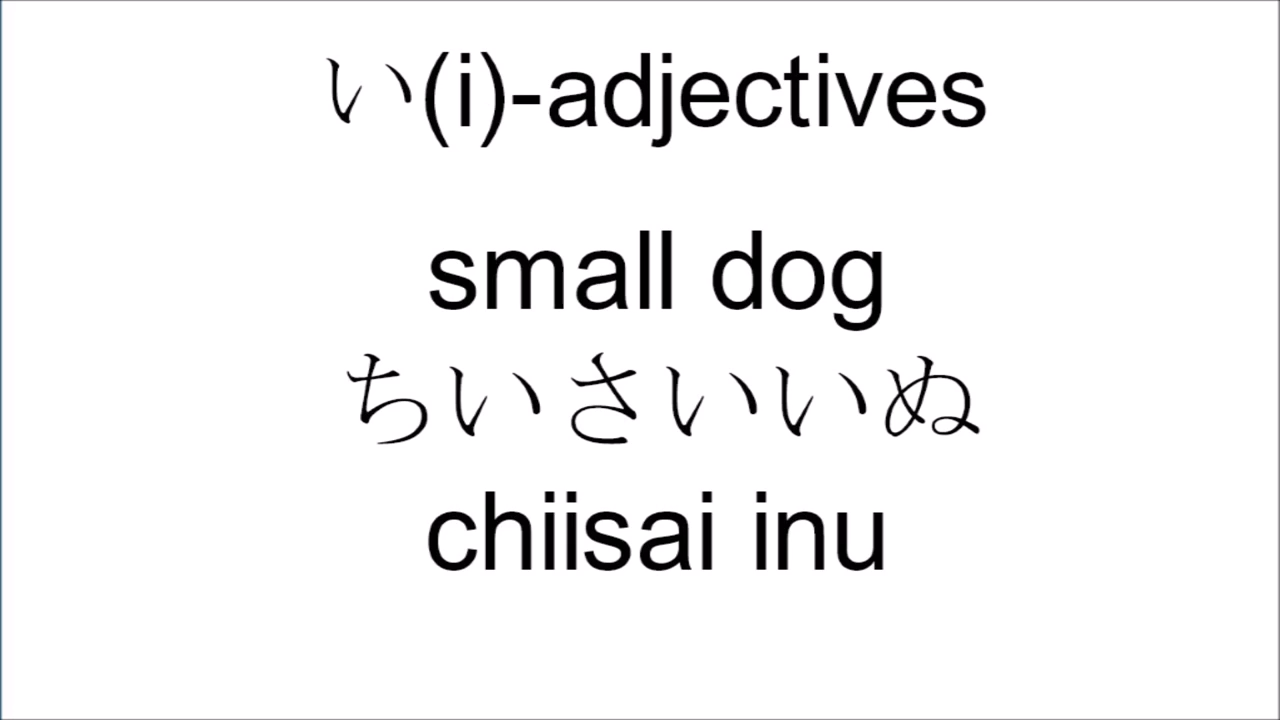 い(i)-adjectives
small dog
ちいさいいぬ
chiisai inu